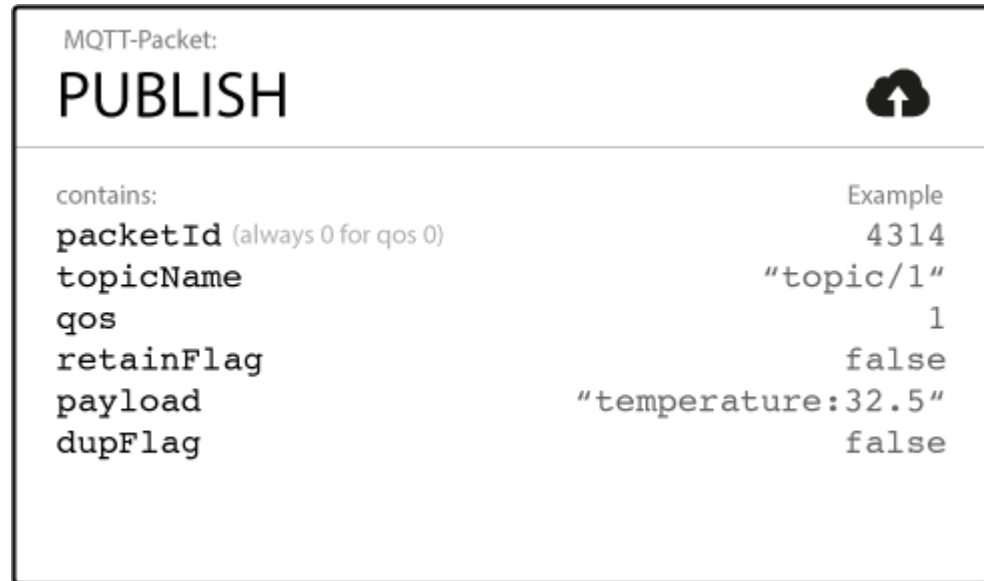 MQTT-Packet:
PUBLISH
contains: Example
packetId (always 0 for qos 0) 4314
topicName “topic/1“
qos 1
retainFlag false
payload “temperature:32.5“
dupFlag false